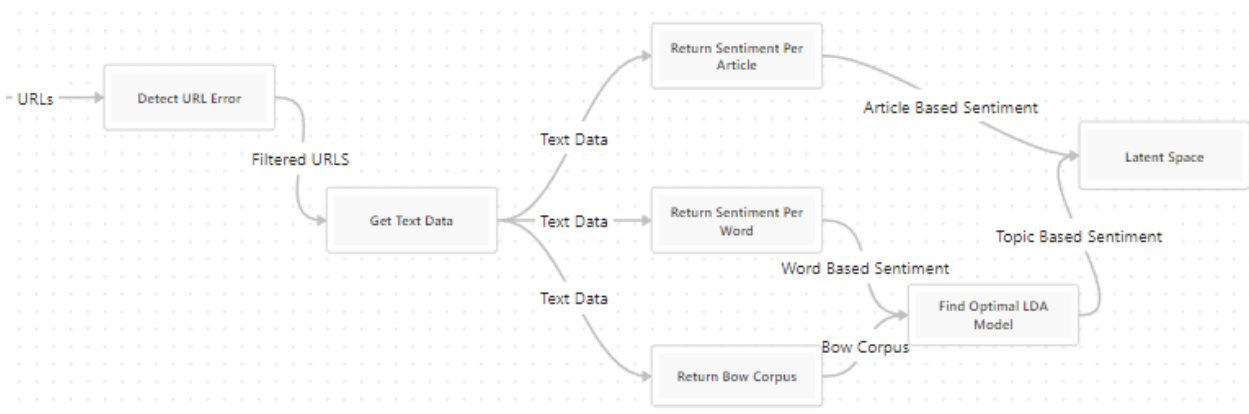 URLs
Detect URL Error
Filtered URLS
Get Text Data
Text Data
Text Data
Text Data
Return Sentiment Per
Article
Return Sentiment Per
Word
Return Bow Corpus
Article Based Sentiment
Word Based Sentiment
Bow Corpus
Find Optimal LDA
Model
Topic Based Sentiment
Latent Space